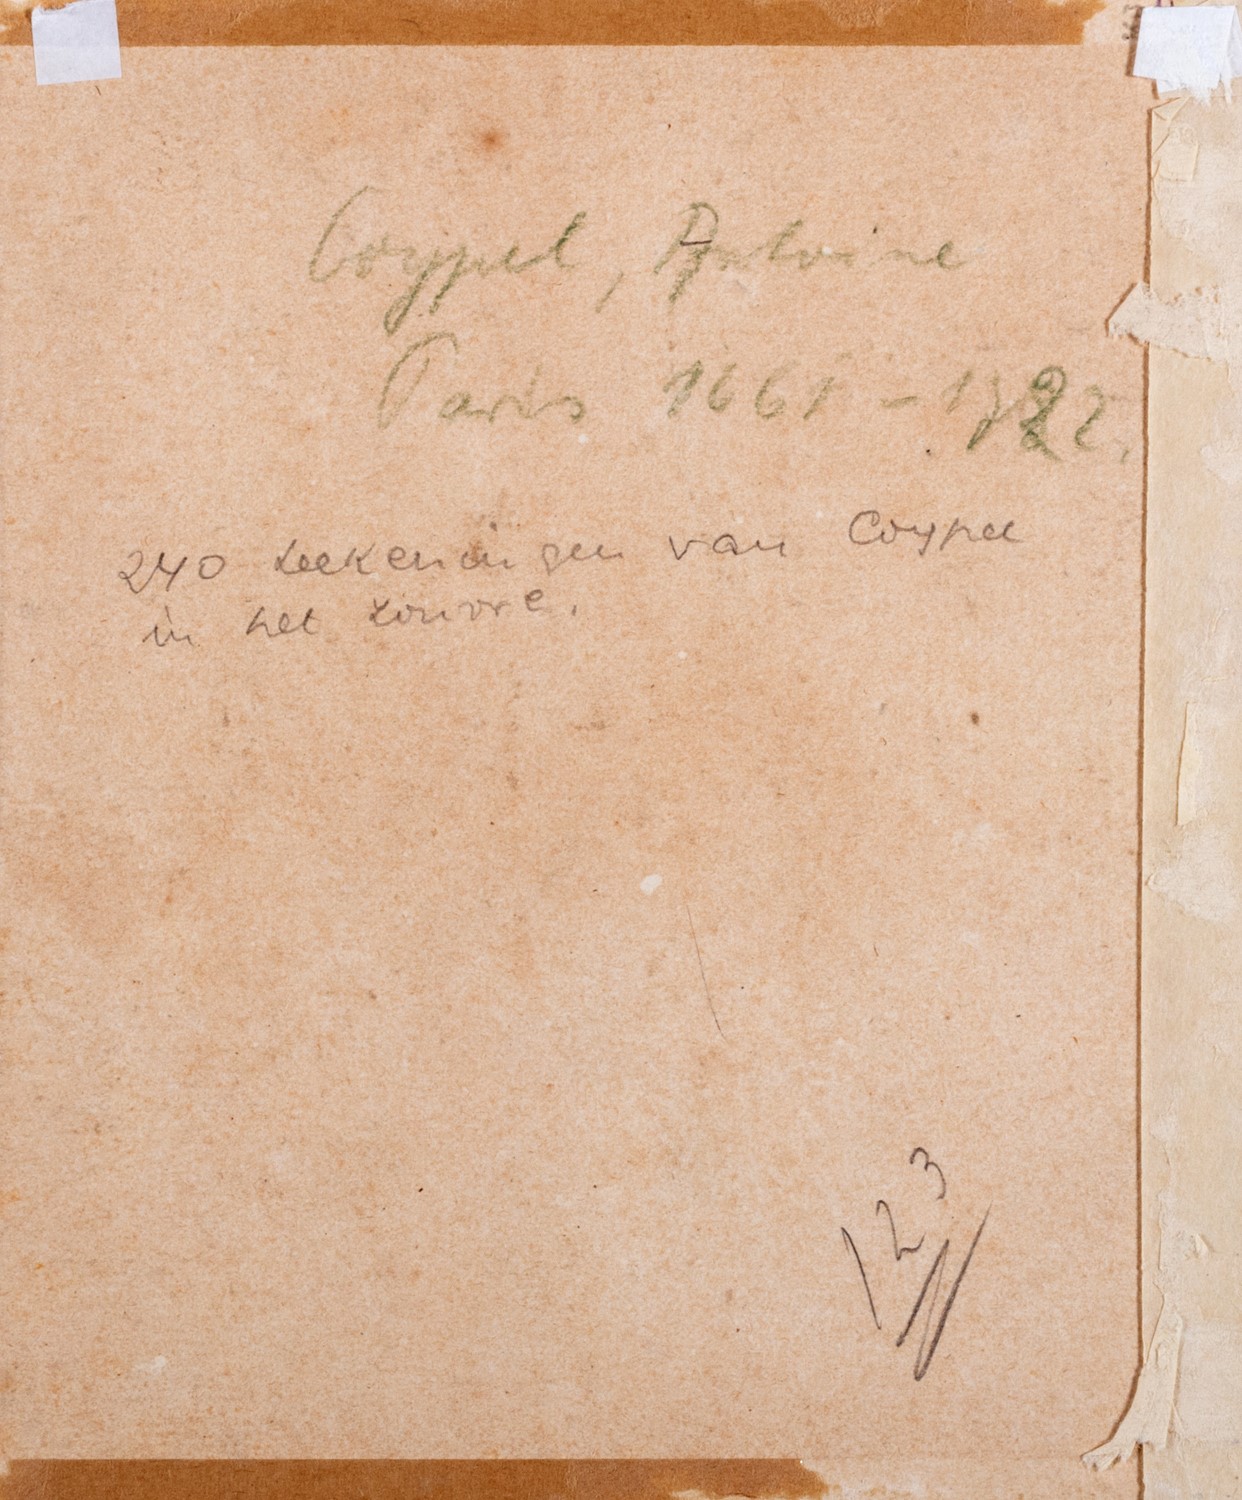 Coypel, Antoine
Paris 1661 - 1722.
240 teekeningen van Coypel
in het Louvre.
123